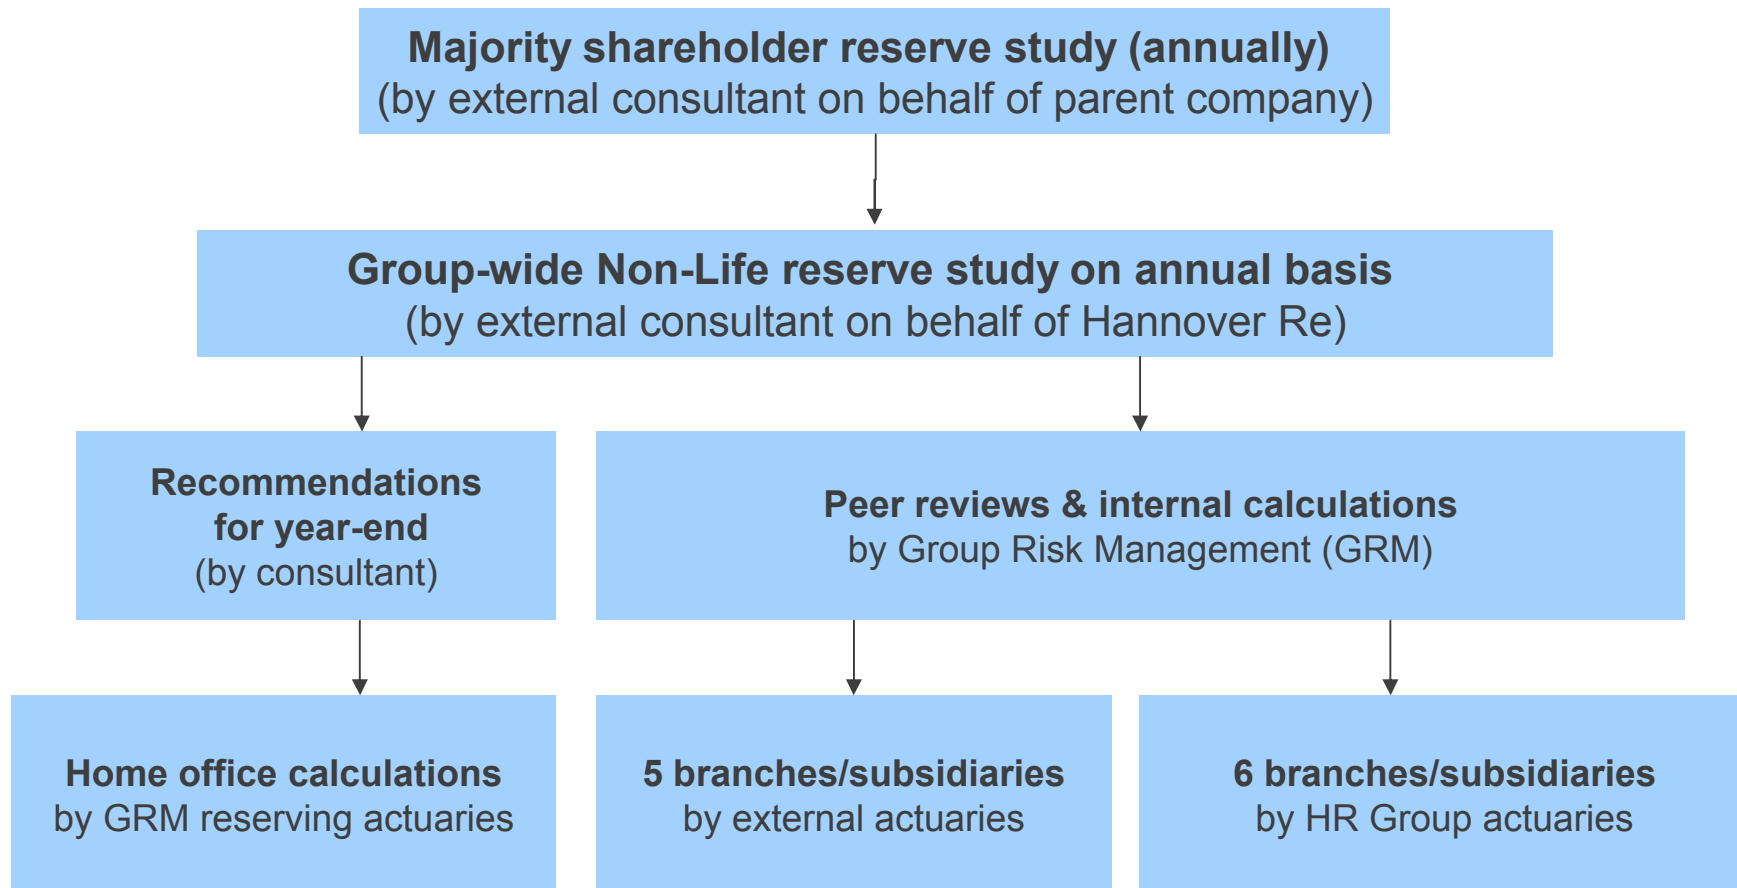 Majority shareholder reserve study (annually)
(by external consultant on behalf of parent company)
Group-wide Non-Life reserve study on annual basis
(by external consultant on behalf of Hannover Re)
Recommendations
for year-end
(by consultant)
Peer reviews & internal calculations
by Group Risk Management (GRM)
Home office calculations
by GRM reserving actuaries
5 branches/subsidiaries
by external actuaries
6 branches/subsidiaries
by HR Group actuaries